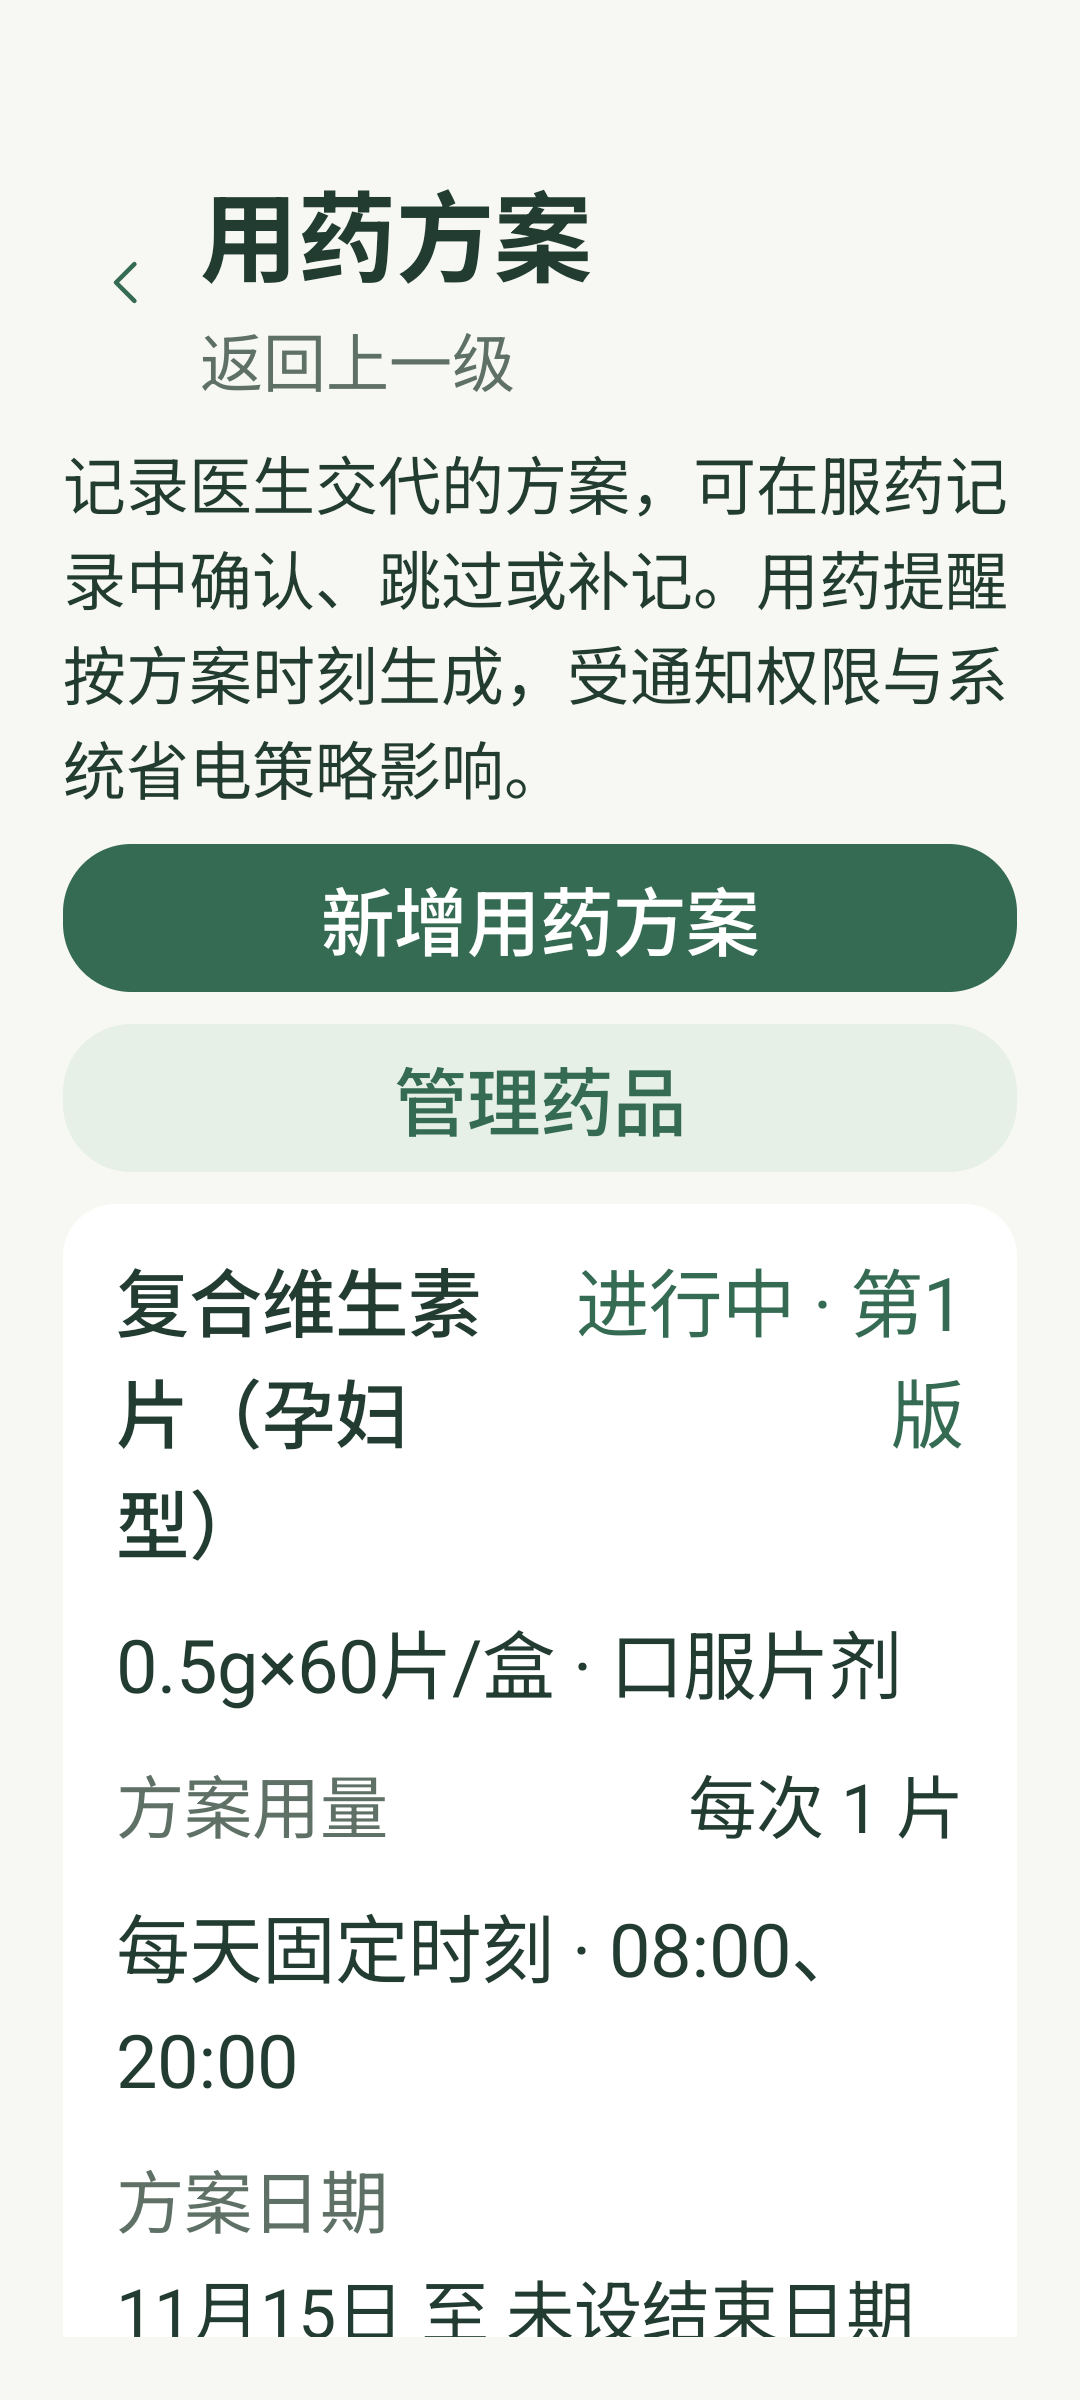 用药方案
返回上一级
记录医生交代的方案，可在服药记
录中确认、跳过或补记。用药提醒
按方案时刻生成，受通知权限与系
统省电策略影响。
新增用药方案
管理药品
复合维生素
片（孕妇
型）
进行中 · 第1
版
0.5g×60片/盒 · 口服片剂
方案用量
每次 1 片
每天固定时刻 · 08:00、
20:00
方案日期
11月15日 至 未设结束日期